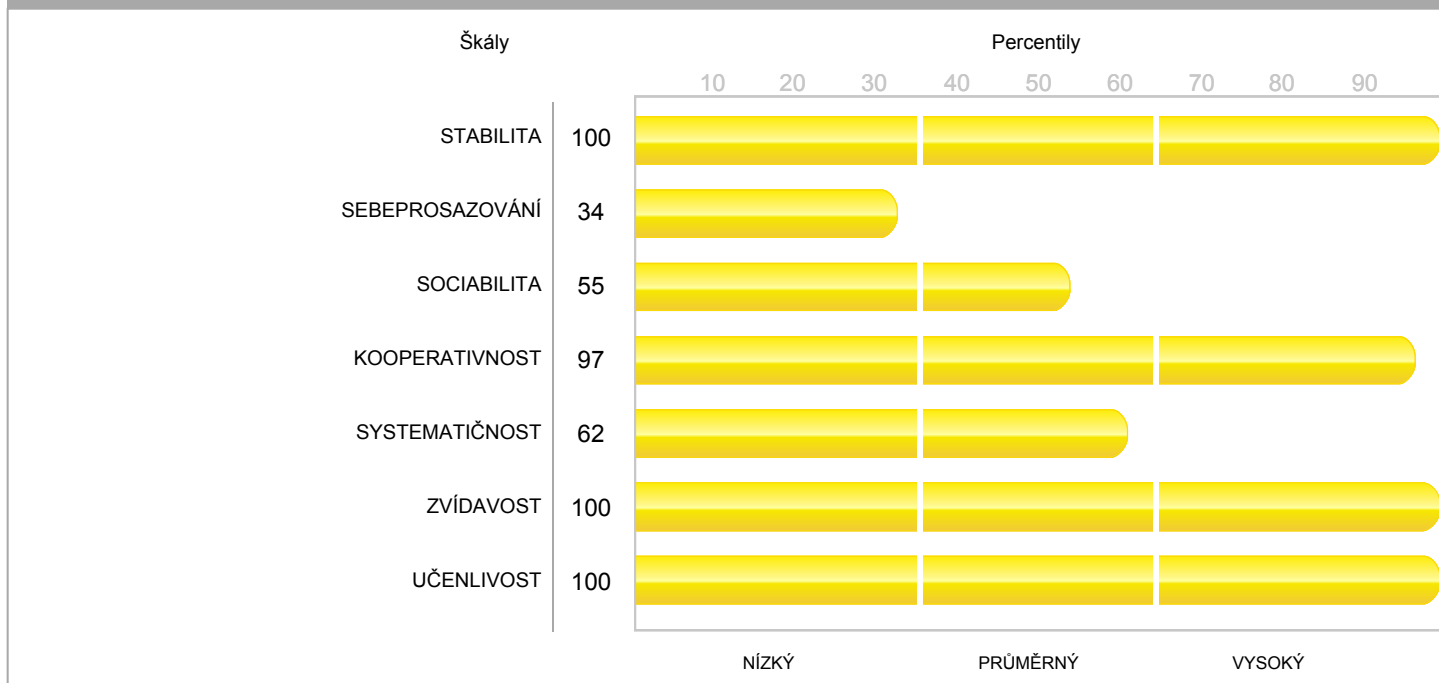 Škály Percentily
10 20 30 40 50 60 70 80 90
STABILITA 100
SEBEPROSAZOVÁNÍ 34
SOCIABILITA 55
KOOPERATIVNOST 97
SYSTEMATIČNOST 62
ZVÍDAVOST 100
UČENLIVOST 100
NÍZKÝ PRŮMĚRNÝ VYSOKÝ